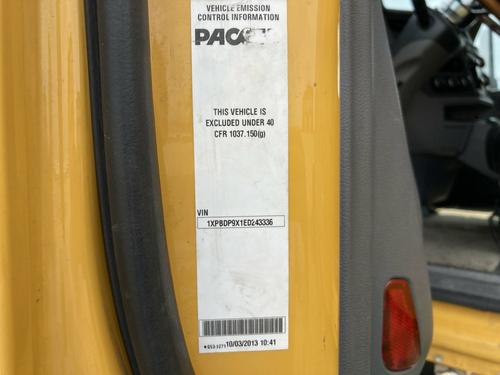 VEHICLE EMISSION
CONTROL INFORMATION
THIS VEHICLE IS
EXCLUDED UNDER 40
CFR 1037.150(g)
VIN
1XPBDP9X1ED243336
10/03/2013 10:41